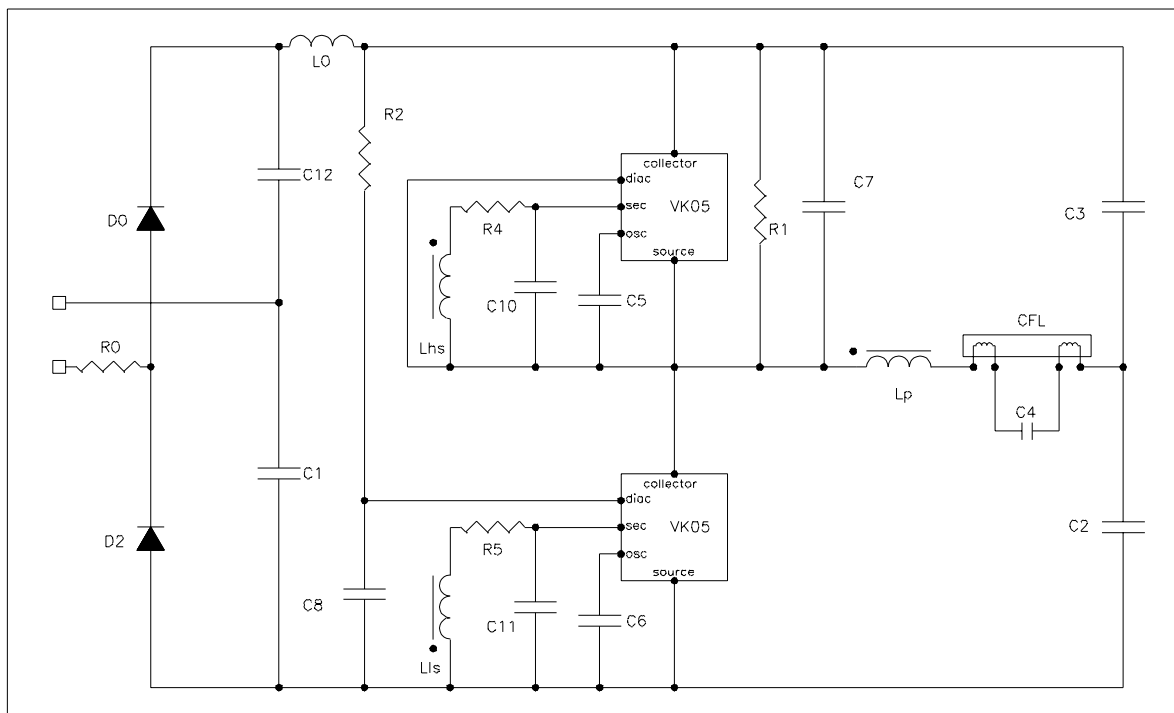 L0
R2
collector
diac
C12
sec
VK05
C7
D0
R4
osc
R1
C3
source
C10
C5
Lhs
CFL
R0
Lp
C4
C1
collector
diac
sec
VK05
C2
D2
R5
osc
source
C8
C11
C6
Lls